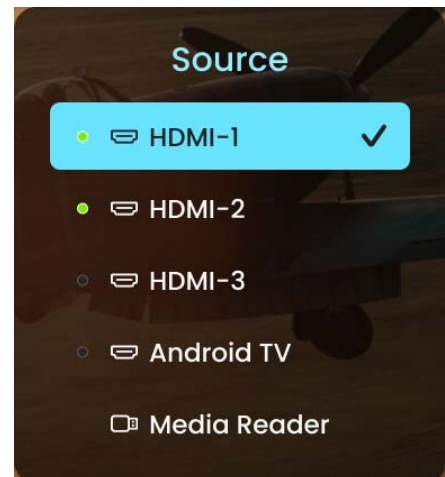 Source
HDMI-1
HDMI-2
HDMI-3
Android TV
Media Reader